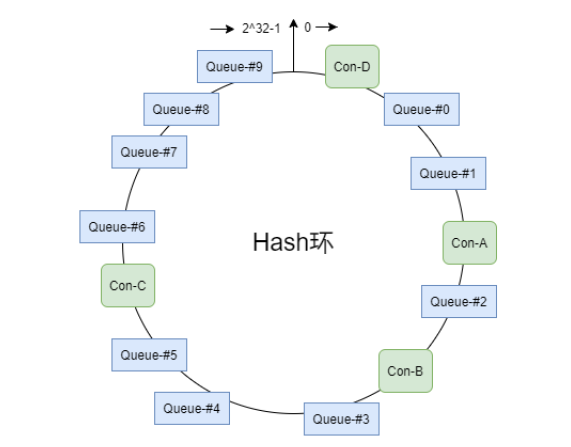 2^32-1
0
Queue-#9
Con-D
Queue-#8
Queue-#0
Queue-#7
Queue-#1
Queue-#6
Con-A
Hash环
Con-C
Queue-#2
Queue-#5
Con-B
Queue-#4
Queue-#3